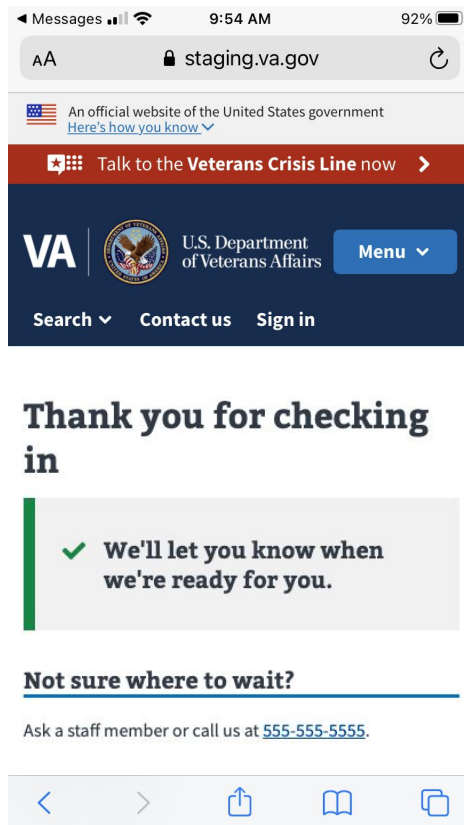 Messages
9:54 AM
92%
AA
staging.va.gov
An official website of the United States government
Here's how you know
Talk to the Veterans Crisis Line now
VA
U.S. Department
of Veterans Affairs
Menu
Search
Contact us
Sign in
Thank you for checking
in
We'll let you know when
we're ready for you.
Not sure where to wait?
Ask a staff member or call us at 555-555-5555.